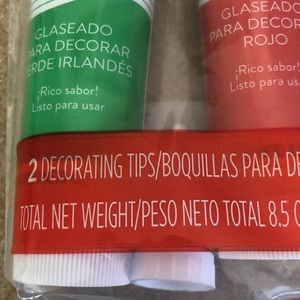 GLASEADO
PARA DECORAR
VERDE IRLANDÉS
¡Rico sabor!
Listo para usar
GLASEADO
PARA DECOR
ROJO
¡Rico sabor!
Listo para usar
2 DECORATING TIPS/BOQUILLAS PARA DE
TOTAL NET WEIGHT/PESO NETO TOTAL 8.5 O